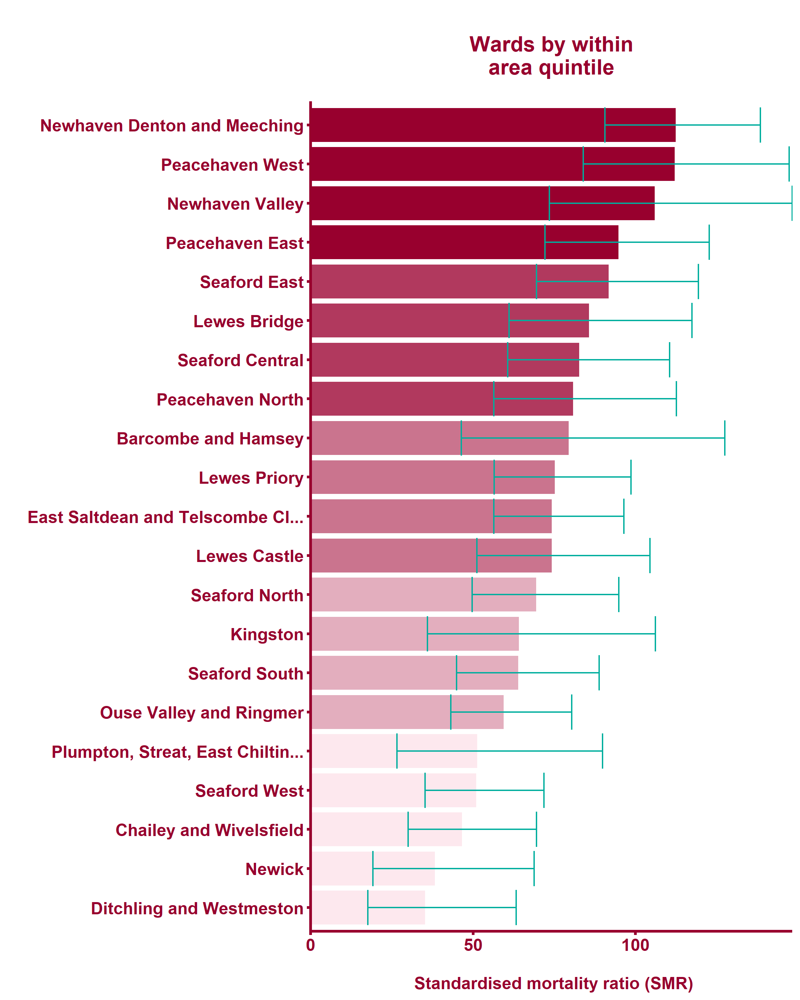 Wards by within
area quintile
Newhaven Denton and Meeching
Peacehaven West
Newhaven Valley
Peacehaven East
Seaford East
Lewes Bridge
Seaford Central
Peacehaven North
Barcombe and Hamsey
Lewes Priory
East Saltdean and Telscombe Cl...
Lewes Castle
Seaford North
Kingston
Seaford South
Ouse Valley and Ringmer
Plumpton, Streat, East Chiltin...
Seaford West
Chailey and Wivelsfield
Newick
Ditchling and Westmeston
0 50 100
Standardised mortality ratio (SMR)